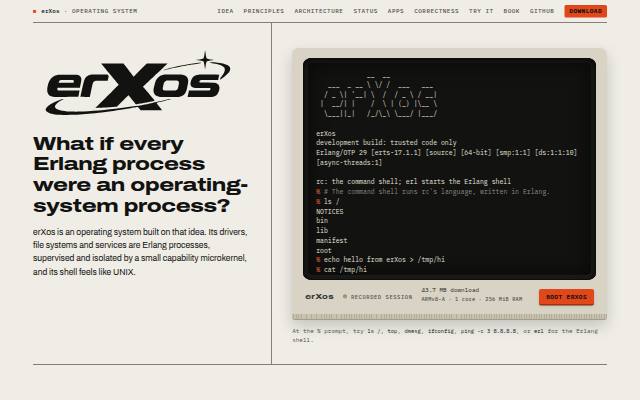 erXos · OPERATING SYSTEM
IDEA PRINCIPLES ARCHITECTURE STATUS APPS CORRECTNESS TRY IT BOOK GITHUB DOWNLOAD
erXos
What if every
Erlang process
were an operating-
system process?
erXos is an operating system built on that idea. Its drivers,
file systems and services are Erlang processes,
supervised and isolated by a small capability microkernel,
and its shell feels like UNIX.
erXos
development build: trusted code only
Erlang/OTP 29 [erts-17.1.1] [source] [64-bit] [smp:1:1] [ds:1:1:10]
[async-threads:1]
rc: the command shell; erl starts the Erlang shell
% # The command shell runs rc's language, written in Erlang.
% ls /
NOTICES
bin
lib
manifest
root
% echo hello from erXos > /tmp/hi
% cat /tmp/hi
erXos
RECORDED SESSION
43.7 MB download
ARMv8-A · 1 core · 256 MiB RAM
BOOT ERXOS
At the % prompt, try ls /, top, dmesg, ifconfig, ping -c 3 8.8.8.8, or erl for the Erlang
shell.